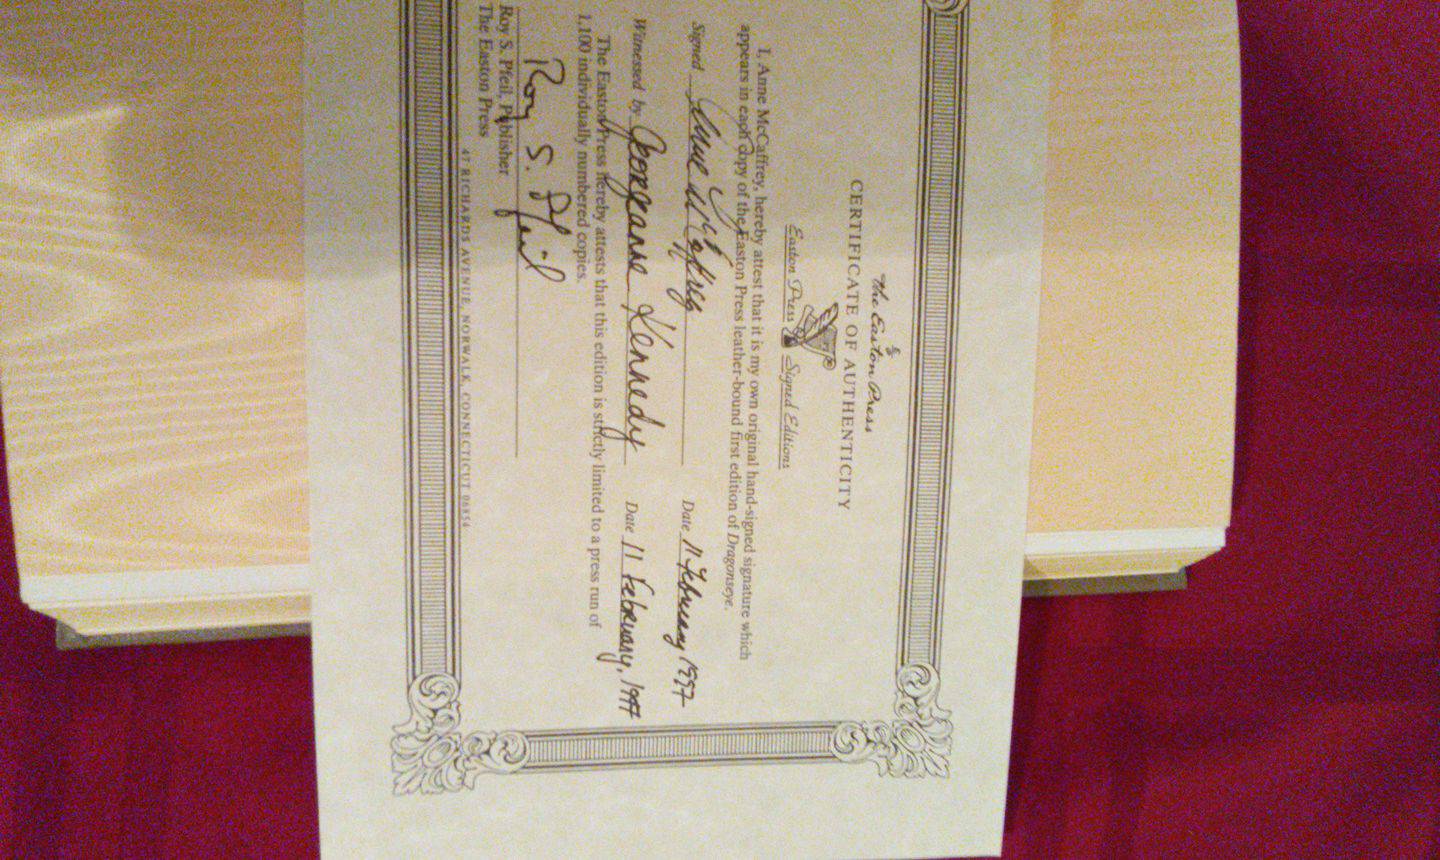 The Easton Press
CERTIFICATE OF AUTHENTICITY
Easton Press Signed Editions
I, Anne McCaffrey, hereby attest that it is my own original hand-signed signature which
appears in each copy of the Easton Press leather-bound first edition of Dragonseye.
Signed Anne McCaffrey Date 11 February 1997
Witnessed by Georgeanne Kennedy Date 11 February, 1997
The Easton Press hereby attests that this edition is strictly limited to a press run of
1,100 individually numbered copies.
Roy S. Pfeil
Roy S. Pfeil, Publisher
The Easton Press
47 RICHARDS AVENUE, NORWALK, CONNECTICUT 06854